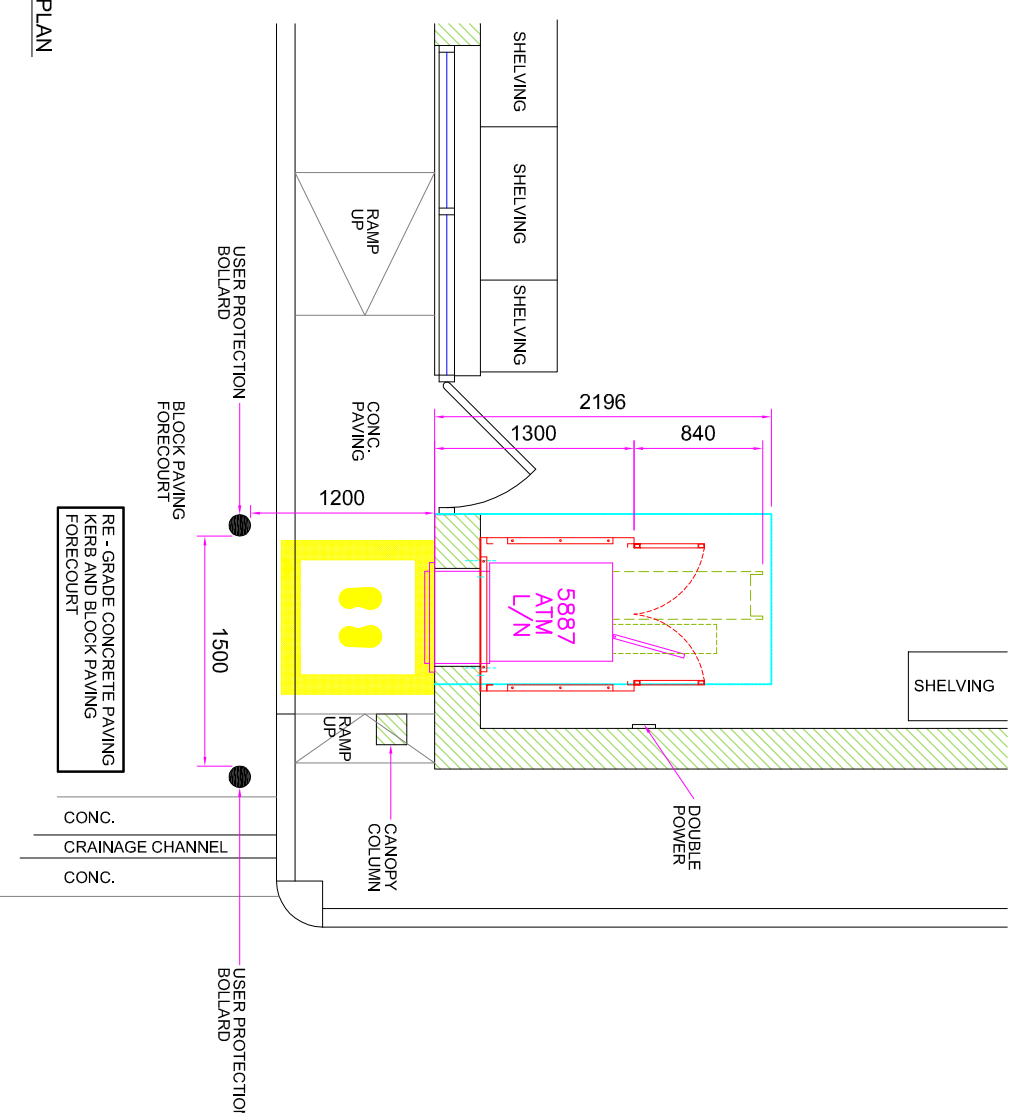 PLAN
SHELVING
SHELVING
SHELVING
RAMP
UP
USER PROTECTION
BOLLARD
CONC.
PAVING
BLOCK PAVING
FORECOURT
2196
1300
840
1200
RE - GRADE CONCRETE PAVING
KERB AND BLOCK PAVING
FORECOURT
1500
5887
ATM
L/N
SHELVING
RAMP
UP
CANOPY
COLUMN
DOUBLE
POWER
CONC.
CRAINAGE CHANNEL
CONC.
USER PROTECTION
BOLLARD